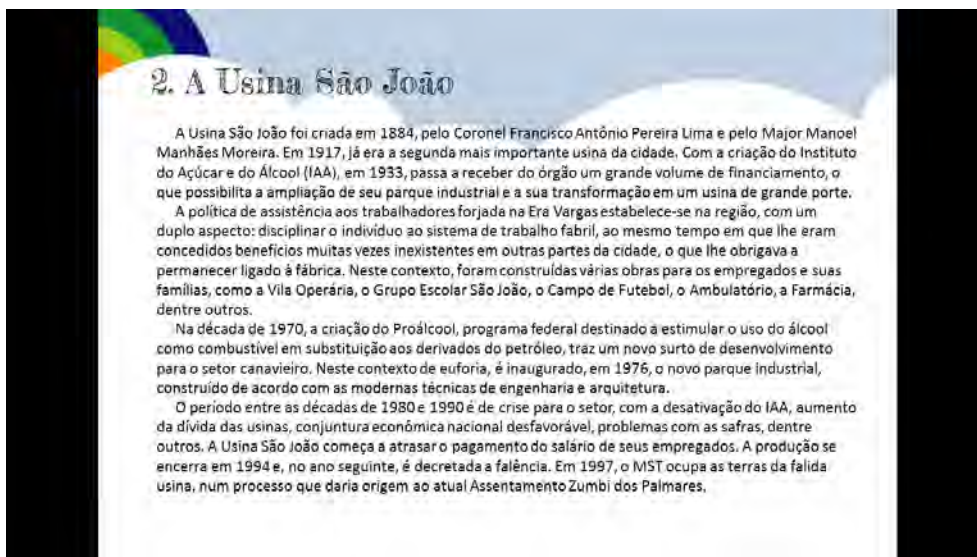 2. A Usina São João
A Usina São João foi criada em 1884, pelo Coronel Francisco Antônio Pereira Lima e pelo Major Manoel
Manhães Moreira. Em 1917, já era a segunda mais importante usina da cidade. Com a criação do Instituto
do Açúcar e do Álcool (IAA), em 1933, passa a receber do órgão um grande volume de financiamento, o
que possibilita a ampliação de seu parque industrial e a sua transformação em um usina de grande porte.
A política de assistência aos trabalhadores forjada na Era Vargas estabelece-se na região, com um
duplo aspecto: disciplinar o indivíduo ao sistema de trabalho fabril, ao mesmo tempo em que lhe eram
concedidos benefícios muitas vezes inexistentes em outras partes da cidade, o que lhe obrigava a
permanecer ligado à fábrica. Neste contexto, foram construídas várias obras para os empregados e suas
famílias, como a Vila Operária, o Grupo Escolar São João, o Campo de Futebol, o Ambulatório, a Farmácia,
dentre outros.
Na década de 1970, a criação do Proálcool, programa federal destinado a estimular o uso do álcool
como combustível em substituição aos derivados do petróleo, traz um novo surto de desenvolvimento
para o setor canavieiro. Neste contexto de euforia, é inaugurado, em 1976, o novo parque industrial,
construído de acordo com as modernas técnicas de engenharia e arquitetura.
O período entre as décadas de 1980 e 1990 é de crise para o setor, com a desativação do IAA, aumento
da dívida das usinas, conjuntura econômica nacional desfavorável, problemas com as safras, dentre
outros. A Usina São João começa a atrasar o pagamento do salário de seus empregados. A produção se
encerra em 1994 e, no ano seguinte, é decretada a falência. Em 1997, o MST ocupa as terras da falida
usina, num processo que daria origem ao atual Assentamento Zumbi dos Palmares.